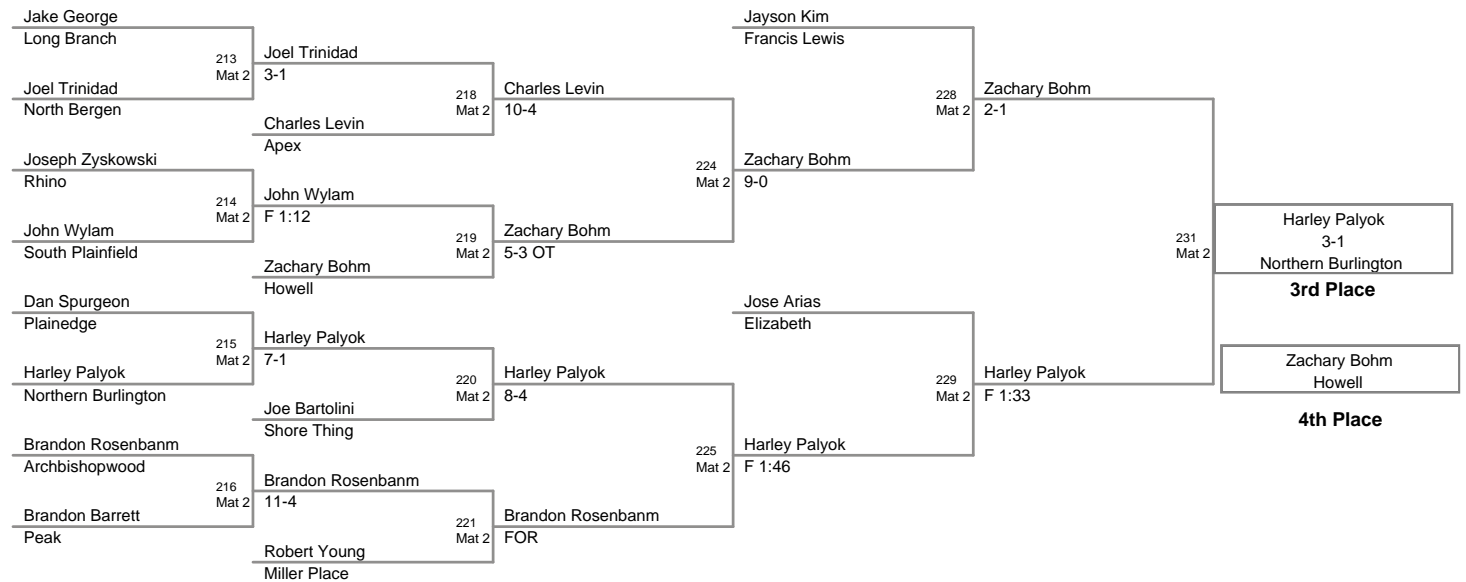 Jake George
Long Branch
213
Mat 2
Joel Trinidad
3-1
Joel Trinidad
North Bergen
218
Mat 2
Charles Levin
10-4
Charles Levin
Apex
Joseph Zyskowski
Rhino
214
Mat 2
John Wylam
F 1:12
John Wylam
South Plainfield
219
Mat 2
Zachary Bohm
5-3 OT
Zachary Bohm
Howell
224
Mat 2
Zachary Bohm
9-0
Jayson Kim
Francis Lewis
228
Mat 2
Zachary Bohm
2-1
Dan Spurgeon
Plainedge
215
Mat 2
Harley Palyok
7-1
Harley Palyok
Northern Burlington
220
Mat 2
Harley Palyok
8-4
Joe Bartolini
Shore Thing
Brandon Rosenbanm
Archbishopwood
216
Mat 2
Brandon Rosenbanm
11-4
Brandon Barrett
Peak
221
Mat 2
Brandon Rosenbanm
FOR
Robert Young
Miller Place
225
Mat 2
Harley Palyok
F 1:46
Jose Arias
Elizabeth
229
Mat 2
Harley Palyok
F 1:33
231
Mat 2
Harley Palyok
3-1
Northern Burlington
3rd Place
Zachary Bohm
Howell
4th Place